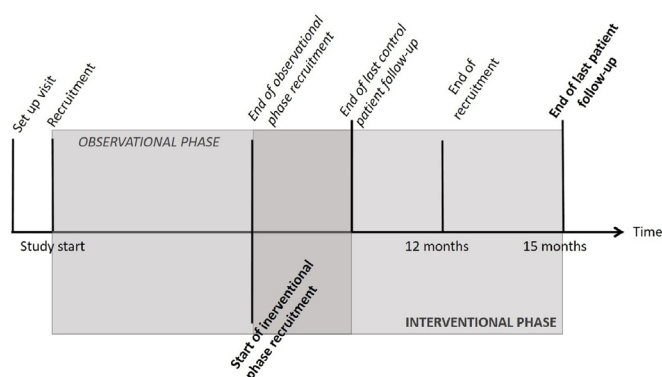 Set up visit
Recruitment
End of observational
phase recruitment
End of last control
patient follow-up
End of
recruitment
End of last patient
follow-up
OBSERVATIONAL PHASE
Time
Study start
12 months
15 months
Start of inerventional
phase recruitment
INTERVENTIONAL PHASE